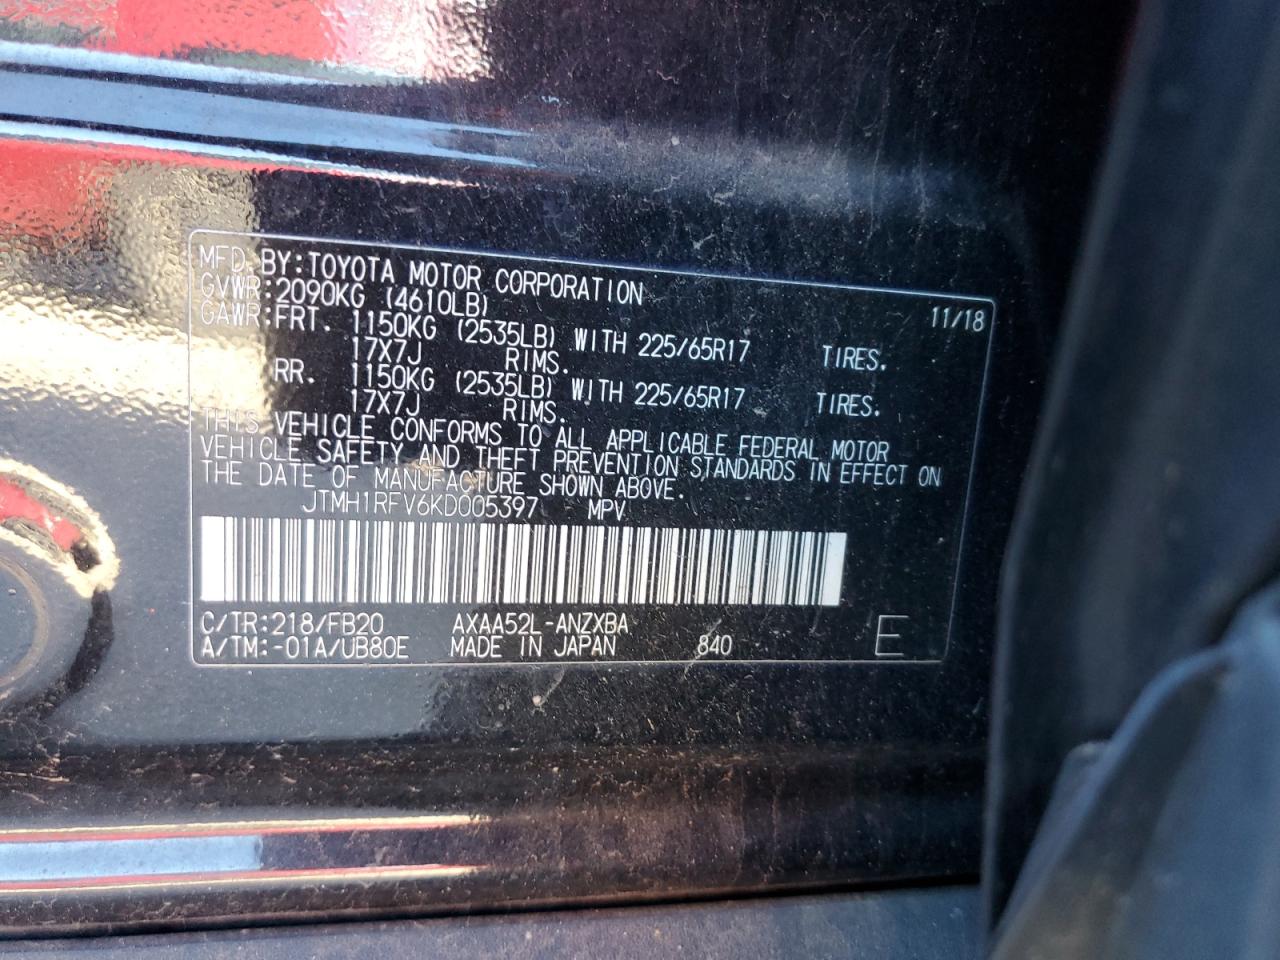 MFD. BY:TOYOTA MOTOR CORPORATION 11/18
GVWR:2090KG (4610LB)
GAWR:FRT. 1150KG (2535LB) WITH 225/65R17 TIRES.
17X7J RIMS.
RR. 1150KG (2535LB) WITH 225/65R17 TIRES.
17X7J RIMS.
THIS VEHICLE CONFORMS TO ALL APPLICABLE FEDERAL MOTOR
VEHICLE SAFETY AND THEFT PREVENTION STANDARDS IN EFFECT ON
THE DATE OF MANUFACTURE SHOWN ABOVE.
JTMH1RFV6KD005397 MPV
C/TR:218/FB20 AXAA52L-ANZXBA
A/TM:-01A/UB80E MADE IN JAPAN 840 E